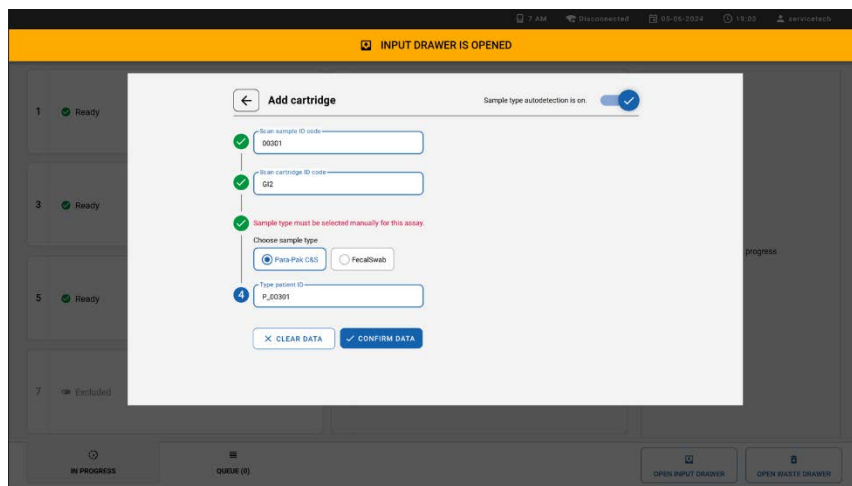 7 AM Disconnected 05-06-2024 19:03 servicetech
INPUT DRAWER IS OPENED
Add cartridge
Sample type autodetection is on.
1 Ready
Scan sample ID code
00301
Scan cartridge ID code
GI2
3 Ready
Sample type must be selected manually for this assay.
Choose sample type
Para-Pak C&S FecalSwab
progress
4 Type patient ID
P_00301
5 Ready
CLEAR DATA CONFIRM DATA
7 Excluded
IN PROGRESS QUEUE (0) OPEN INPUT DRAWER OPEN WASTE DRAWER